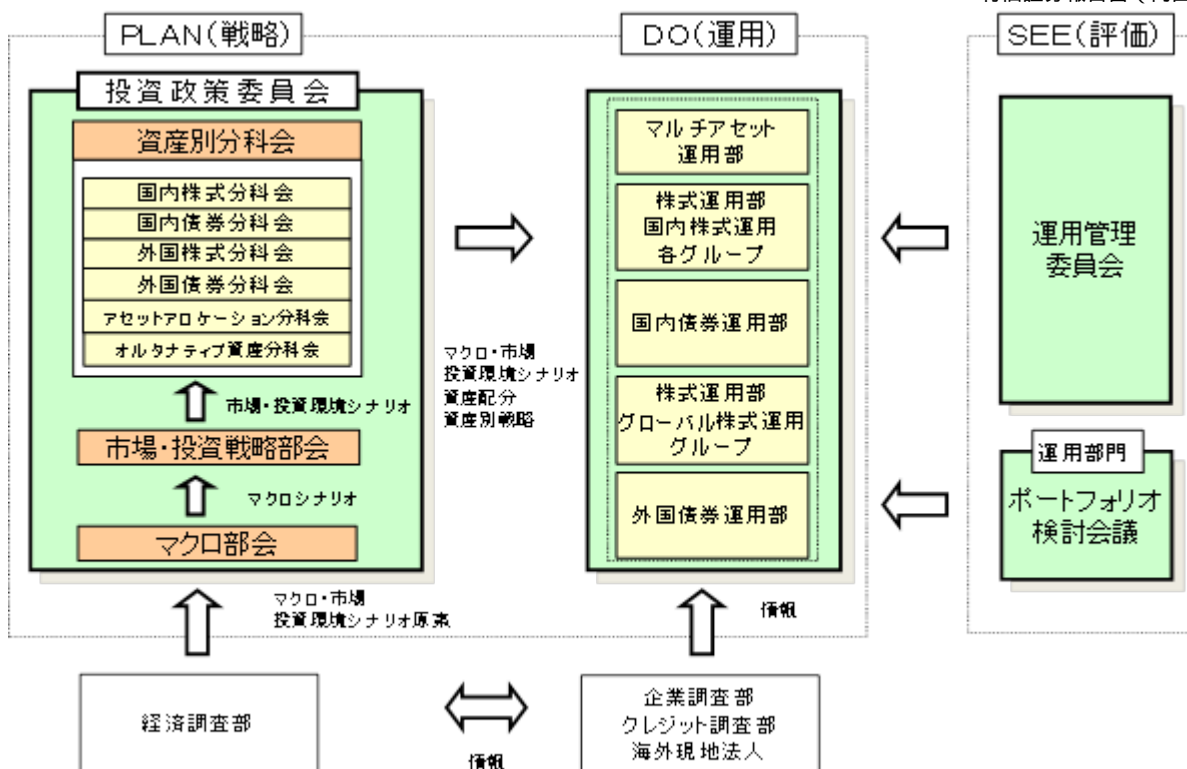 PLAN(戦略)
投資政策委員会
資産別分科会
国内株式分科会
国内債券分科会
外国株式分科会
外国債券分科会
アセットアロケーション分科会
オルタナティブ資産分科会
市場・投資環境シナリオ
市場・投資戦略部会
マクロシナリオ
マクロ部会
マクロ・市場
投資環境シナリオ原案
経済調査部
マクロ・市場
投資環境シナリオ
資産配分
資産別戦略
情報
DO(運用)
マルチアセット
運用部
株式運用部
国内株式運用
各グループ
国内債券運用部
株式運用部
グローバル株式運用
グループ
外国債券運用部
情報
企業調査部
クレジット調査部
海外現地法人
SEE(評価)
運用管理
委員会
運用部門
ポートフォリオ
検討会議